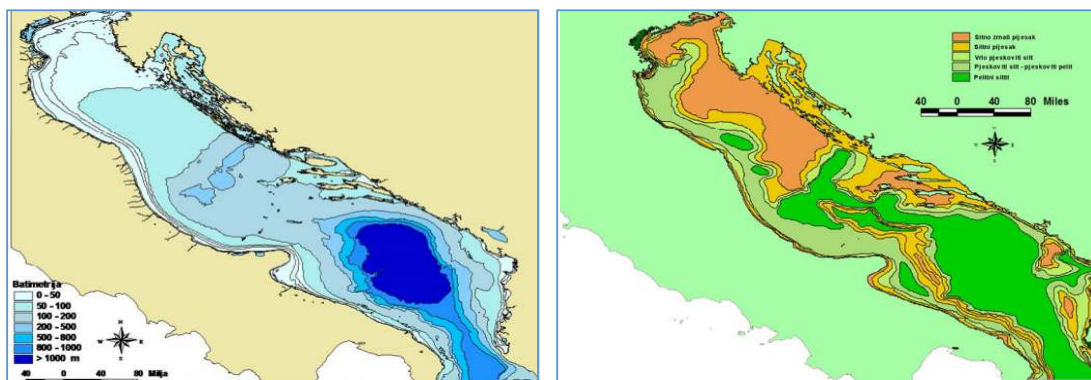 Batimetrija
0 - 50
50 - 100
100 - 200
200 - 500
500 - 800
800 - 1000
> 1000 m
N
W E
S
40 0 40 80 Milja
Sitno zrnati pijesak
Siltni pijesak
Vrlo pjeskoviti silt
Pjeskoviti silt - pjeskoviti pelit
Pelitni siltit
40 0 40 80 Miles